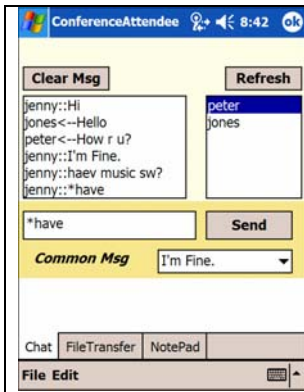 ConferenceAttendee 8:42 ok
Clear Msg Refresh
jenny::Hi
jones<--Hello
peter<--How r u?
jenny::I'm Fine.
jenny::haev music sw?
jenny::*have
peter
jones
*have Send
Common Msg I'm Fine.
Chat FileTransfer NotePad
File Edit